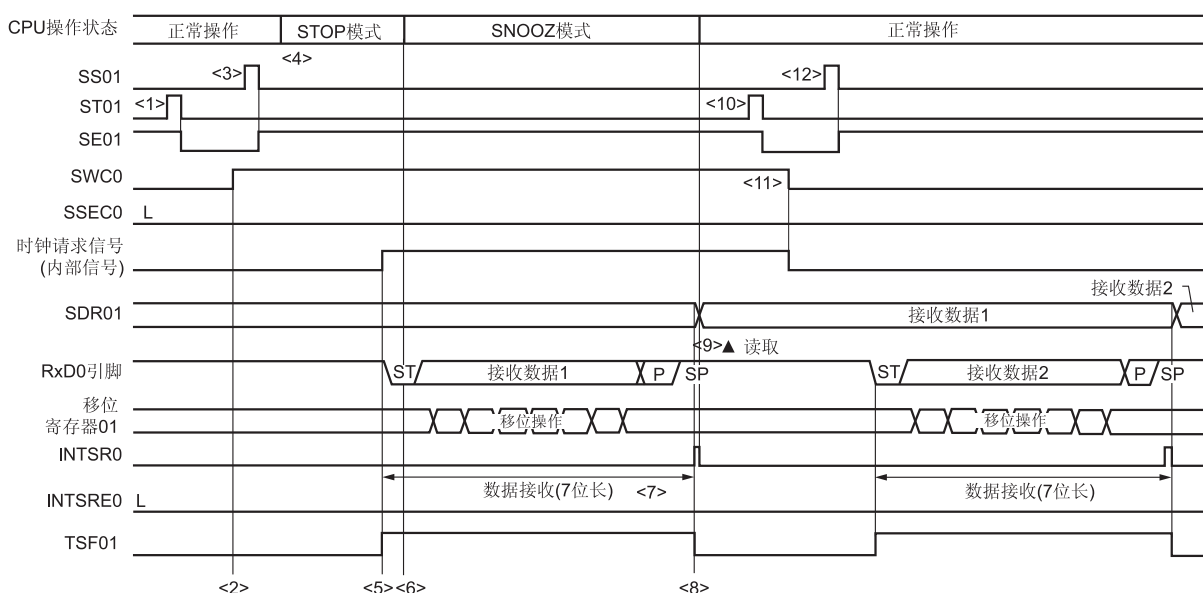 CPU操作状态 正常操作 STOP模式 SNOOZ模式 正常操作
<4>
SS01 <3> <12>
ST01 <1> <10>
SE01
SWC0 <11>
SSEC0 L
时钟请求信号
(内部信号)
接收数据2
SDR01 接收数据1
<9>▲ 读取
RxD0引脚 ST 接收数据1 P SP ST 接收数据2 P SP
移位
寄存器01 移位操作 移位操作
INTSR0
数据接收(7位长) <7> 数据接收(7位长)
INTSRE0 L
TSF01
<2> <5> <6> <8>